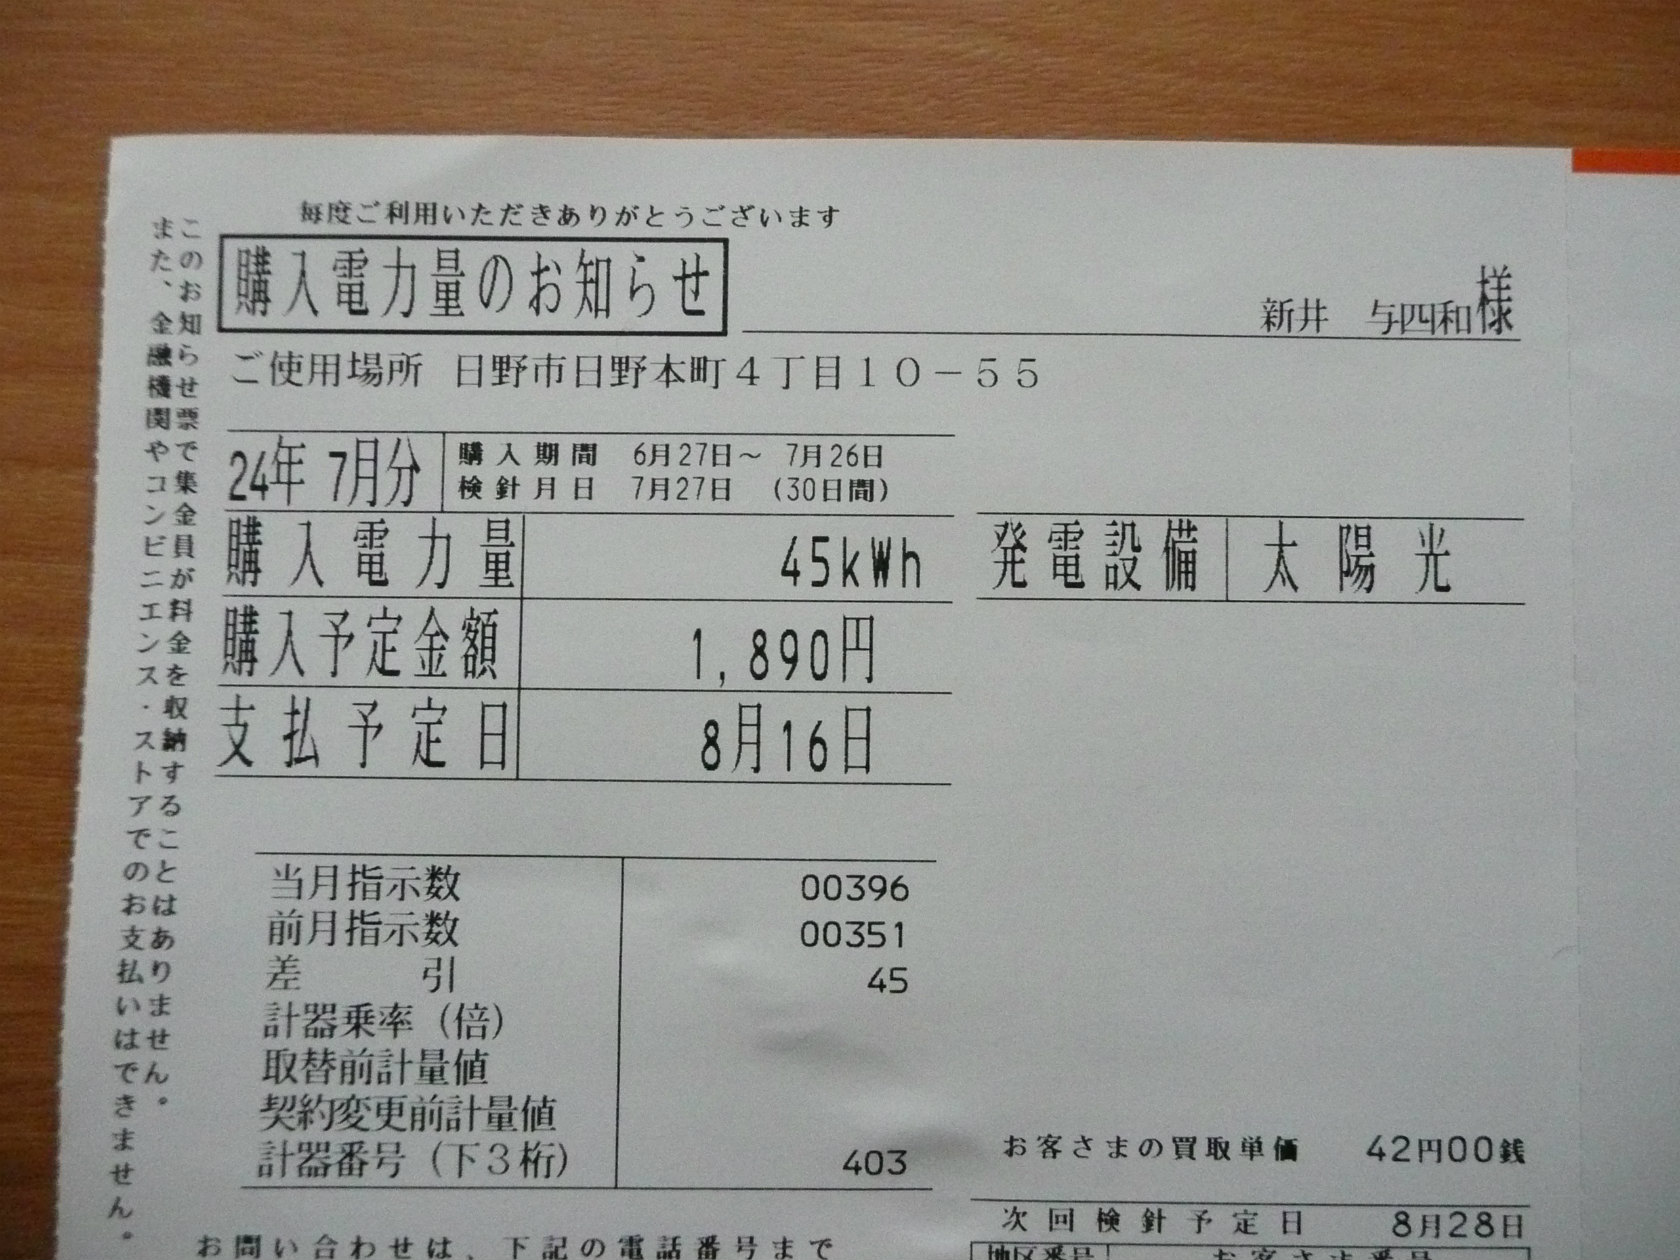 毎度ご利用いただきありがとうございます
購入電力量のお知らせ
新井　与四和様
ご使用場所　日野市日野本町４丁目１０－５５
24年 7月分
購入期間　6月27日～ 7月26日
検針月日　7月27日　(30日間)
購入電力量　45kWh
購入予定金額　1,890円
支払予定日　8月16日
発電設備　太陽光
当月指示数　00396
前月指示数　00351
差引　45
計器乗率（倍）
取替前計量値
契約変更前計量値
計器番号（下３桁）　403
お客さまの買取単価　42円00銭
次回検針予定日　8月28日
地区番号　お客さま番号
お問い合わせは、下記の電話番号まで
このお知らせ票で集金員が料金を収納することはありません。
また、金融機関やコンビニエンス・ストアでのお支払いはできません。